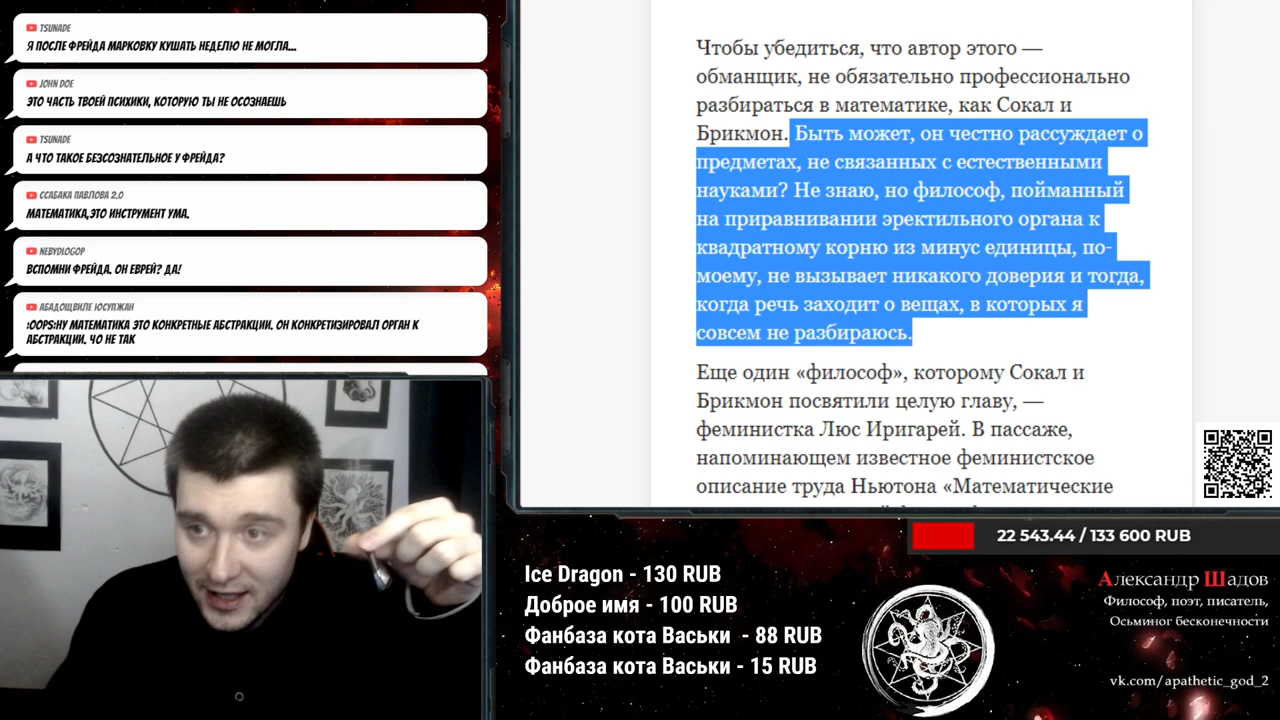 TSUNADE
Я ПОСЛЕ ФРЕЙДА МАРКОВКУ КУШАТЬ НЕДЕЛЮ НЕ МОГЛА...
JOHN DOE
ЭТО ЧАСТЬ ТВОЕЙ ПСИХИКИ, КОТОРУЮ ТЫ НЕ ОСОЗНАЕШЬ
TSUNADE
А ЧТО ТАКОЕ БЕЗСОЗНАТЕЛЬНОЕ У ФРЕЙДА?
ССАБАКА ПАВЛОВА 2.0
МАТЕМАТИКА,ЭТО ИНСТРУМЕНТ УМА.
NEBYDLOGOP
ВСПОМНИ ФРЕЙДА. ОН ЕВРЕЙ? ДА!
АБАДОЩВИЛЕ ЮСУПЖАН
:OOPS:НУ МАТЕМАТИКА ЭТО КОНКРЕТНЫЕ АБСТРАКЦИИ. ОН КОНКРЕТИЗИРОВАЛ ОРГАН К
АБСТРАКЦИИ. ЧО НЕ ТАК
Чтобы убедиться, что автор этого —
обманщик, не обязательно профессионально
разбираться в математике, как Сокал и
Брикмон. Быть может, он честно рассуждает о
предметах, не связанных с естественными
науками? Не знаю, но философ, пойманный
на приравнивании эректильного органа к
квадратному корню из минус единицы, по-
моему, не вызывает никакого доверия и тогда,
когда речь заходит о вещах, в которых я
совсем не разбираюсь.
Еще один «философ», которому Сокал и
Брикмон посвятили целую главу, —
феминистка Люс Иригарей. В пассаже,
напоминающем известное феминистское
описание труда Ньютона «Математические
22 543.44 / 133 600 RUB
Ice Dragon - 130 RUB
Доброе имя - 100 RUB
Фанбаза кота Васьки - 88 RUB
Фанбаза кота Васьки - 15 RUB
Александр Шадов
Философ, поэт, писатель,
Осьминог бесконечности
vk.com/apathetic_god_2